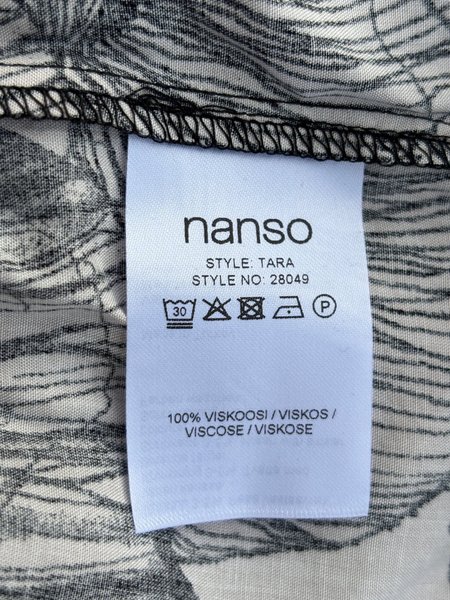 nanso
STYLE: TARA
STYLE NO: 28049
30 P
100% VISKOOSI / VISKOS /
VISCOSE / VISKOSE